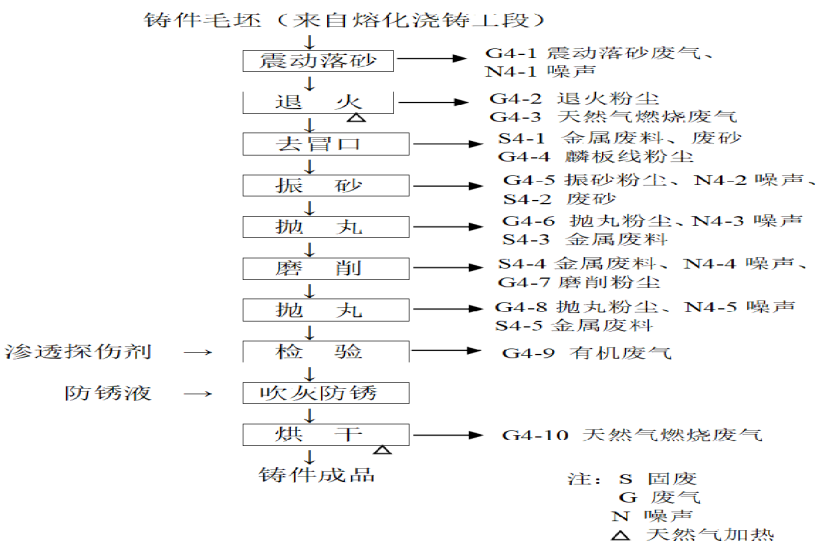 铸件毛坯（来自熔化浇铸工段）
↓
震动落砂 → G4-1 震动落砂废气、
N4-1 噪声
↓
退 火 △ → G4-2 退火粉尘
G4-3 天然气燃烧废气
↓
去冒口 → S4-1 金属废料、废砂
G4-4 麟板线粉尘
↓
振 砂 → G4-5 振砂粉尘、N4-2 噪声、
S4-2 废砂
↓
抛 丸 → G4-6 抛丸粉尘、N4-3 噪声
S4-3 金属废料
↓
磨 削 → S4-4 金属废料、N4-4 噪声、
G4-7 磨削粉尘
↓
抛 丸 → G4-8 抛丸粉尘、N4-5 噪声
S4-5 金属废料
↓
渗透探伤剂 → 检 验 → G4-9 有机废气
↓
防锈液 → 吹灰防锈
↓
烘 干 △ → G4-10 天然气燃烧废气
↓
铸件成品
注：S 固废
G 废气
N 噪声
△ 天然气加热